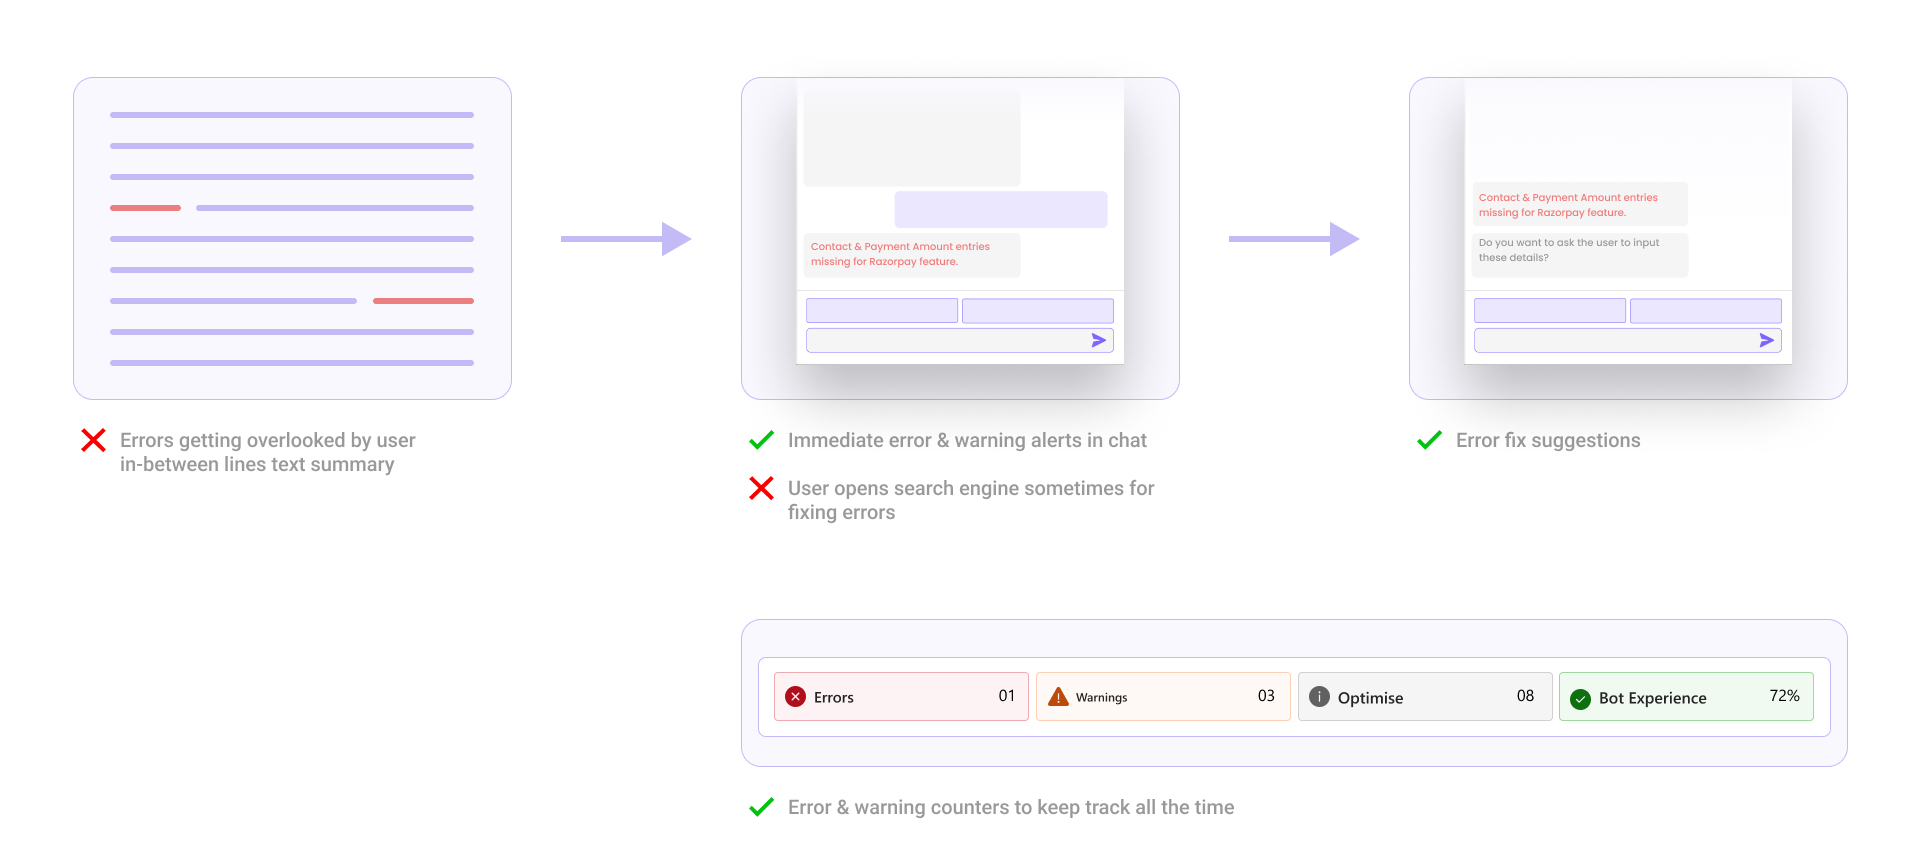 Contact & Payment Amount entries
missing for Razorpay feature.
Contact & Payment Amount entries
missing for Razorpay feature.
Do you want to ask the user to input
these details?
Errors getting overlooked by user
in-between lines text summary
Immediate error & warning alerts in chat
User opens search engine sometimes for
fixing errors
Error fix suggestions
Errors 01
Warnings 03
Optimise 08
Bot Experience 72%
Error & warning counters to keep track all the time